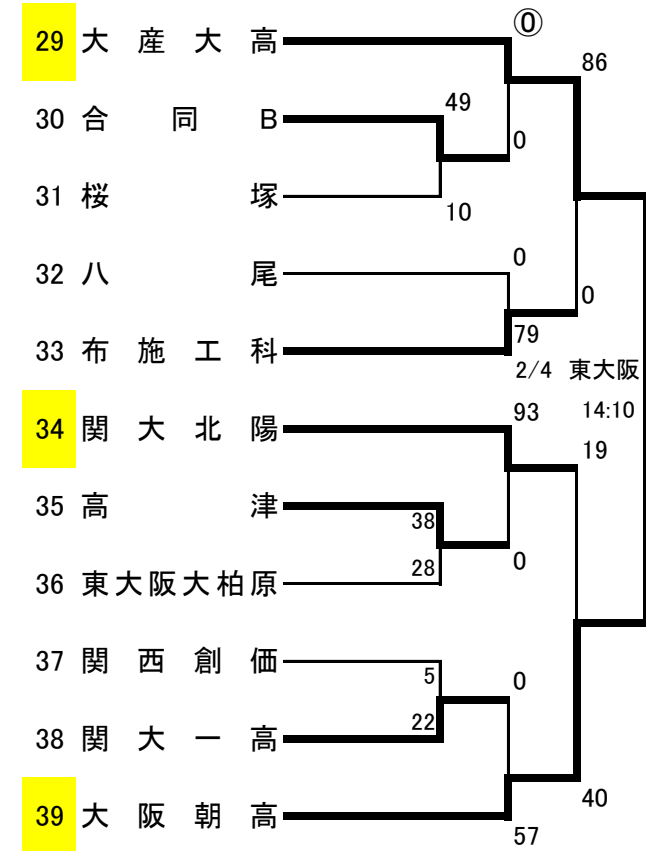 29 大産大高
⓪
86
30 合同B
49
0
31 桜塚
10
32 八尾
0
0
33 布施工科
79
2/4 東大阪
14:10
34 関大北陽
93
19
35 高津
38
36 東大阪大柏原
28
0
37 関西創価
5
0
38 関大一高
22
39 大阪朝高
40
57